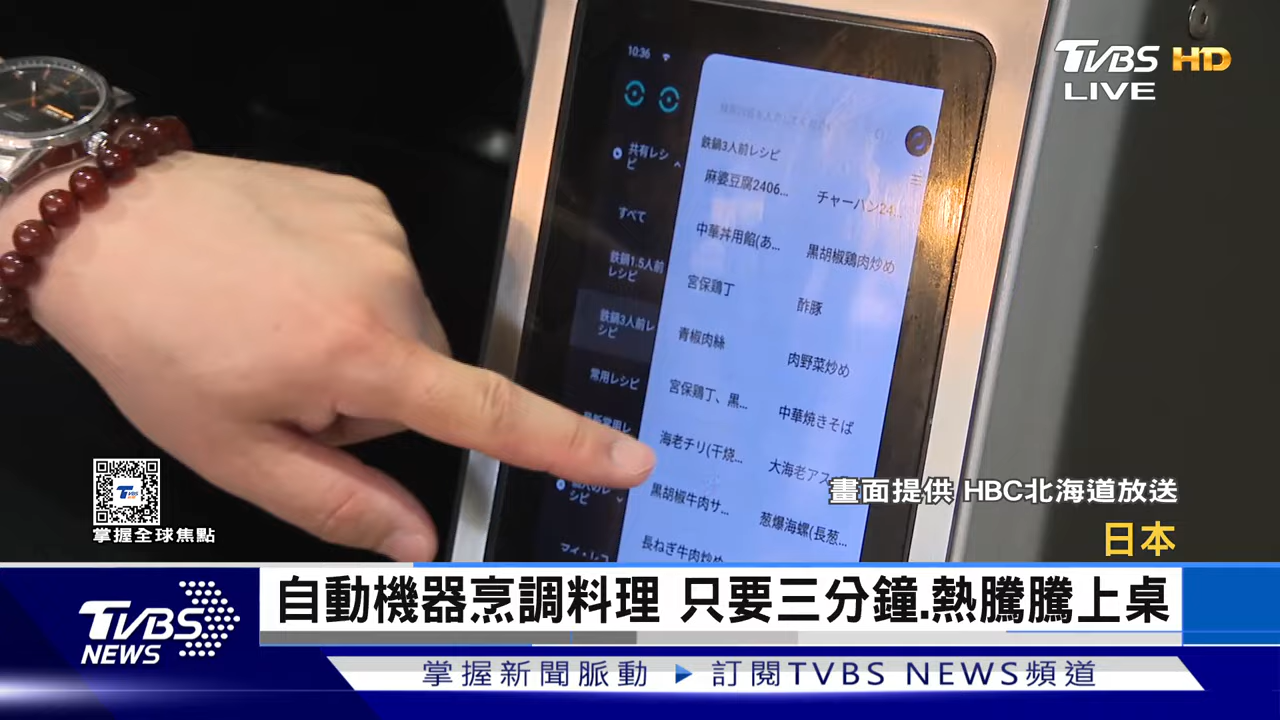 TVBS HD
LIVE
10:36
共有レシ
ピ
すべて
鉄鍋1.5人前
レシピ
鉄鍋3人前レ
シピ
常用レシピ
シピ
鉄鍋3人前レシピ
麻婆豆腐2406...
チャーハン24...
中華丼用餡(あ...
黒胡椒鶏肉炒め
宮保鶏丁
酢豚
青椒肉絲
肉野菜炒め
宮保鶏丁、黒...
中華焼きそば
海老チリ(干焼...
大海老アス
黒胡椒牛肉サ...
葱爆海螺(長葱...
長ねぎ牛肉炒め
畫面提供 HBC北海道放送
日本
TVBS
掌握全球焦點
自動機器烹調料理 只要三分鐘.熱騰騰上桌
TVBS
NEWS
掌握新聞脈動 ▶ 訂閱TVBS NEWS頻道